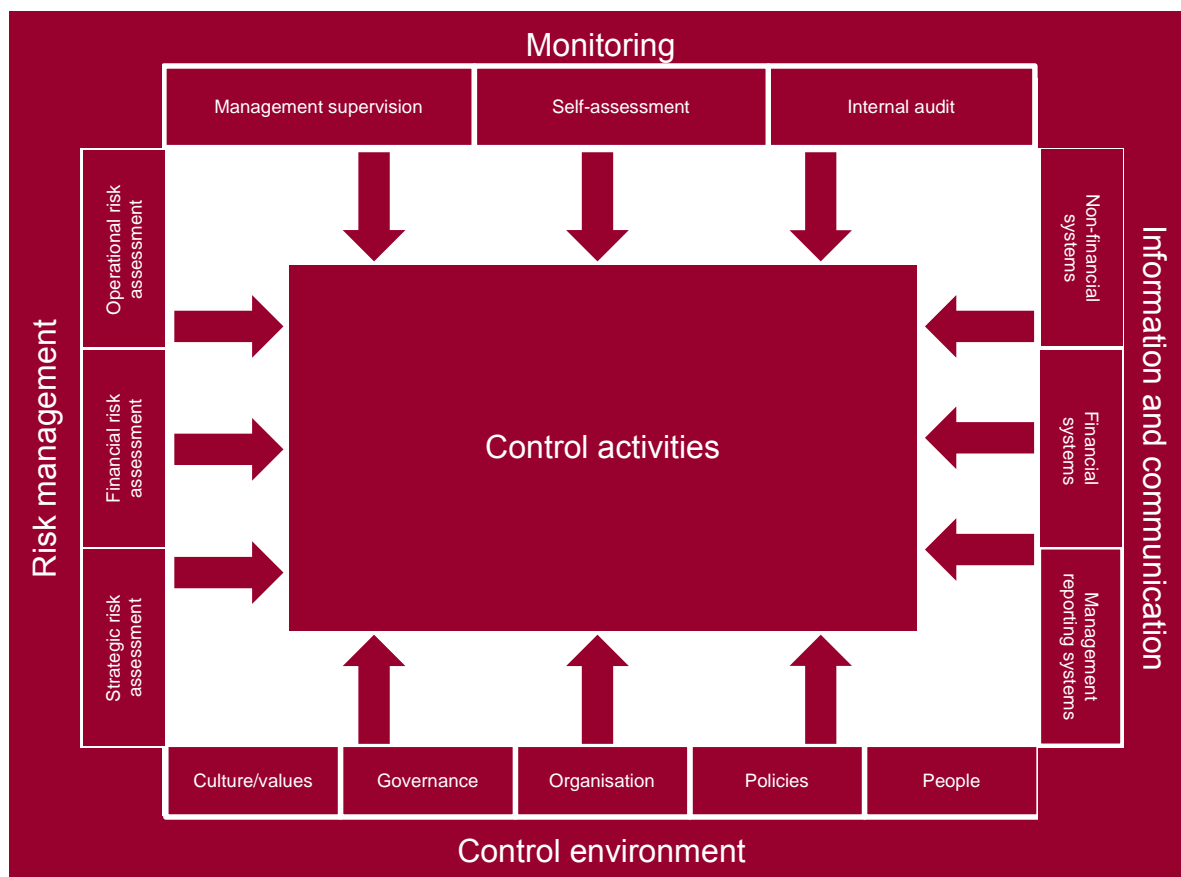 Monitoring
Management supervision
Self-assessment
Internal audit
Risk management
Operational risk
assessment
Financial risk
assessment
Strategic risk
assessment
Control activities
Non-financial
systems
Financial
systems
Management
reporting systems
Information and communication
Culture/values
Governance
Organisation
Policies
People
Control environment